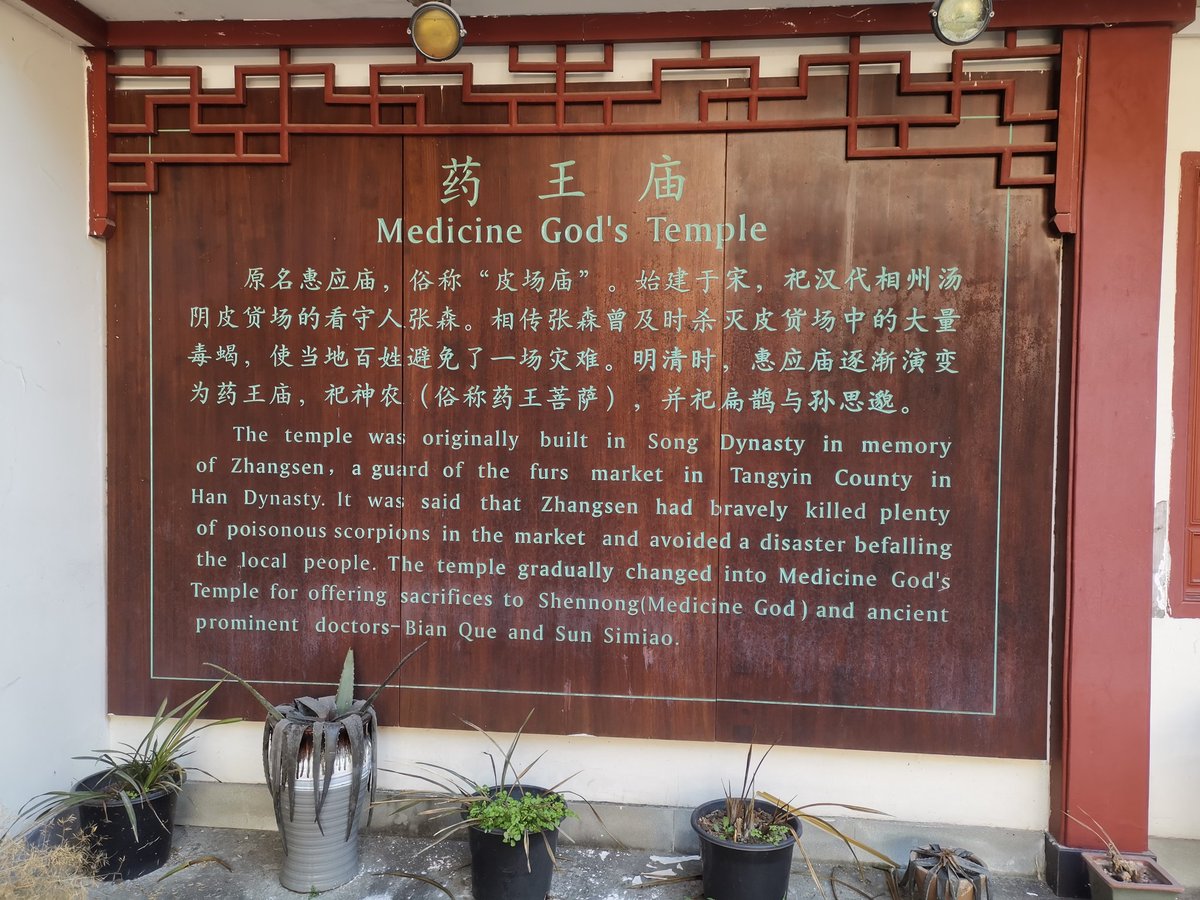 药王庙
Medicine God's Temple
原名惠应庙，俗称“皮场庙”。始建于宋，祀汉代相州汤
阴皮货场的看守人张森。相传张森曾及时杀灭皮货场中的大量
毒蝎，使当地百姓避免了一场灾难。明清时，惠应庙逐渐演变
为药王庙，祀神农（俗称药王菩萨），并祀扁鹊与孙思邈。
The temple was originally built in Song Dynasty in memory
of Zhangsen, a guard of the furs market in Tangyin County in
Han Dynasty. It was said that Zhangsen had bravely killed plenty
of poisonous scorpions in the market and avoided a disaster befalling
the local people. The temple gradually changed into Medicine God's
Temple for offering sacrifices to Shennong(Medicine God) and ancient
prominent doctors-Bian Que and Sun Simiao.